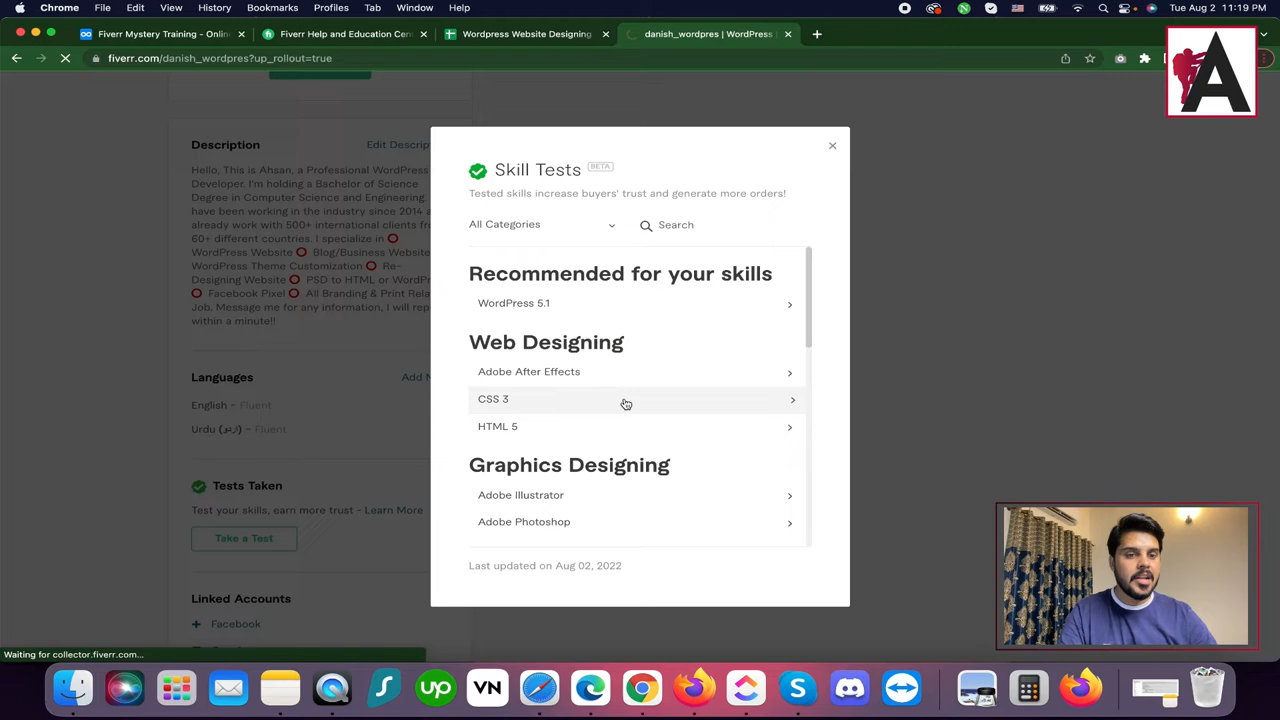 Chrome File Edit View History Bookmarks Profiles Tab Window Help Tue Aug 2 11:19 PM
Fiverr Mystery Training - Onlin Fiverr Help and Education Cen Wordpress Website Designing danish_wordpres | WordPress
fiverr.com/danish_wordpres?up_rollout=true
A
Description Edit Descrip
Hello, This is Ahsan, a Professional WordPress
Developer. I'm holding a Bachelor of Science
Degree in Computer Science and Engineering.
have been working in the industry since 2014 a
already work with 500+ international clients fr
60+ different countries. I specialize in
WordPress Website Blog/Business Website
WordPress Theme Customization Re-
Designing Website PSD to HTML or WordPr
Facebook Pixel All Branding & Print Rela
Job. Message me for any information, I will rep
within a minute!!
Languages Add N
English - Fluent
Urdu (اردو) - Fluent
Tests Taken
Test your skills, earn more trust - Learn More
Take a Test
Linked Accounts
+ Facebook
Waiting for collector.fiverr.com...
Skill Tests BETA
Tested skills increase buyers' trust and generate more orders!
All Categories Search
Recommended for your skills
WordPress 5.1
Web Designing
Adobe After Effects
CSS 3
HTML 5
Graphics Designing
Adobe Illustrator
Adobe Photoshop
Last updated on Aug 02, 2022
up VN